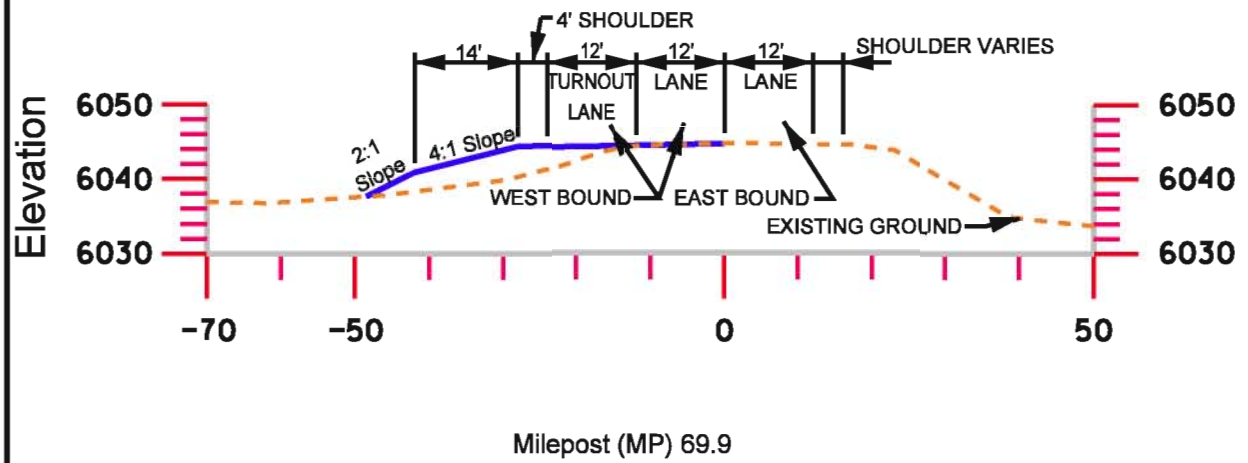 4' SHOULDER
14'
12'
12'
12'
SHOULDER VARIES
TURNOUT
LANE
LANE
LANE
6050
6050
2:1
Slope
4:1 Slope
6040
6040
WEST BOUND
EAST BOUND
EXISTING GROUND
6030
6030
Elevation
-70
-50
0
50
Milepost (MP) 69.9